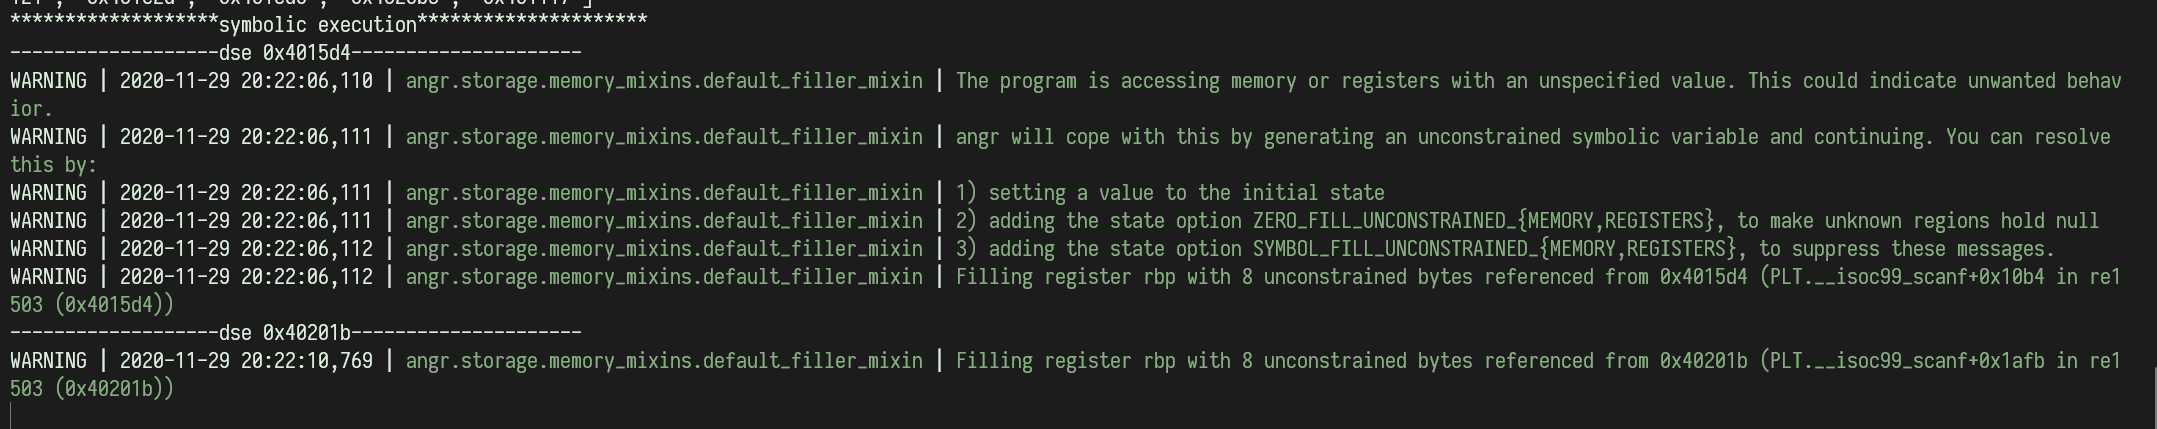 *******************symbolic execution*********************
-------------------dse 0x4015d4---------------------
WARNING | 2020-11-29 20:22:06,110 | angr.storage.memory_mixins.default_filler_mixin | The program is accessing memory or registers with an unspecified value. This could indicate unwanted behav
ior.
WARNING | 2020-11-29 20:22:06,111 | angr.storage.memory_mixins.default_filler_mixin | angr will cope with this by generating an unconstrained symbolic variable and continuing. You can resolve
this by:
WARNING | 2020-11-29 20:22:06,111 | angr.storage.memory_mixins.default_filler_mixin | 1) setting a value to the initial state
WARNING | 2020-11-29 20:22:06,111 | angr.storage.memory_mixins.default_filler_mixin | 2) adding the state option ZERO_FILL_UNCONSTRAINED_{MEMORY,REGISTERS}, to make unknown regions hold null
WARNING | 2020-11-29 20:22:06,112 | angr.storage.memory_mixins.default_filler_mixin | 3) adding the state option SYMBOL_FILL_UNCONSTRAINED_{MEMORY,REGISTERS}, to suppress these messages.
WARNING | 2020-11-29 20:22:06,112 | angr.storage.memory_mixins.default_filler_mixin | Filling register rbp with 8 unconstrained bytes referenced from 0x4015d4 (PLT.__isoc99_scanf+0x10b4 in re1
503 (0x4015d4))
-------------------dse 0x40201b---------------------
WARNING | 2020-11-29 20:22:10,769 | angr.storage.memory_mixins.default_filler_mixin | Filling register rbp with 8 unconstrained bytes referenced from 0x40201b (PLT.__isoc99_scanf+0x1afb in re1
503 (0x40201b))